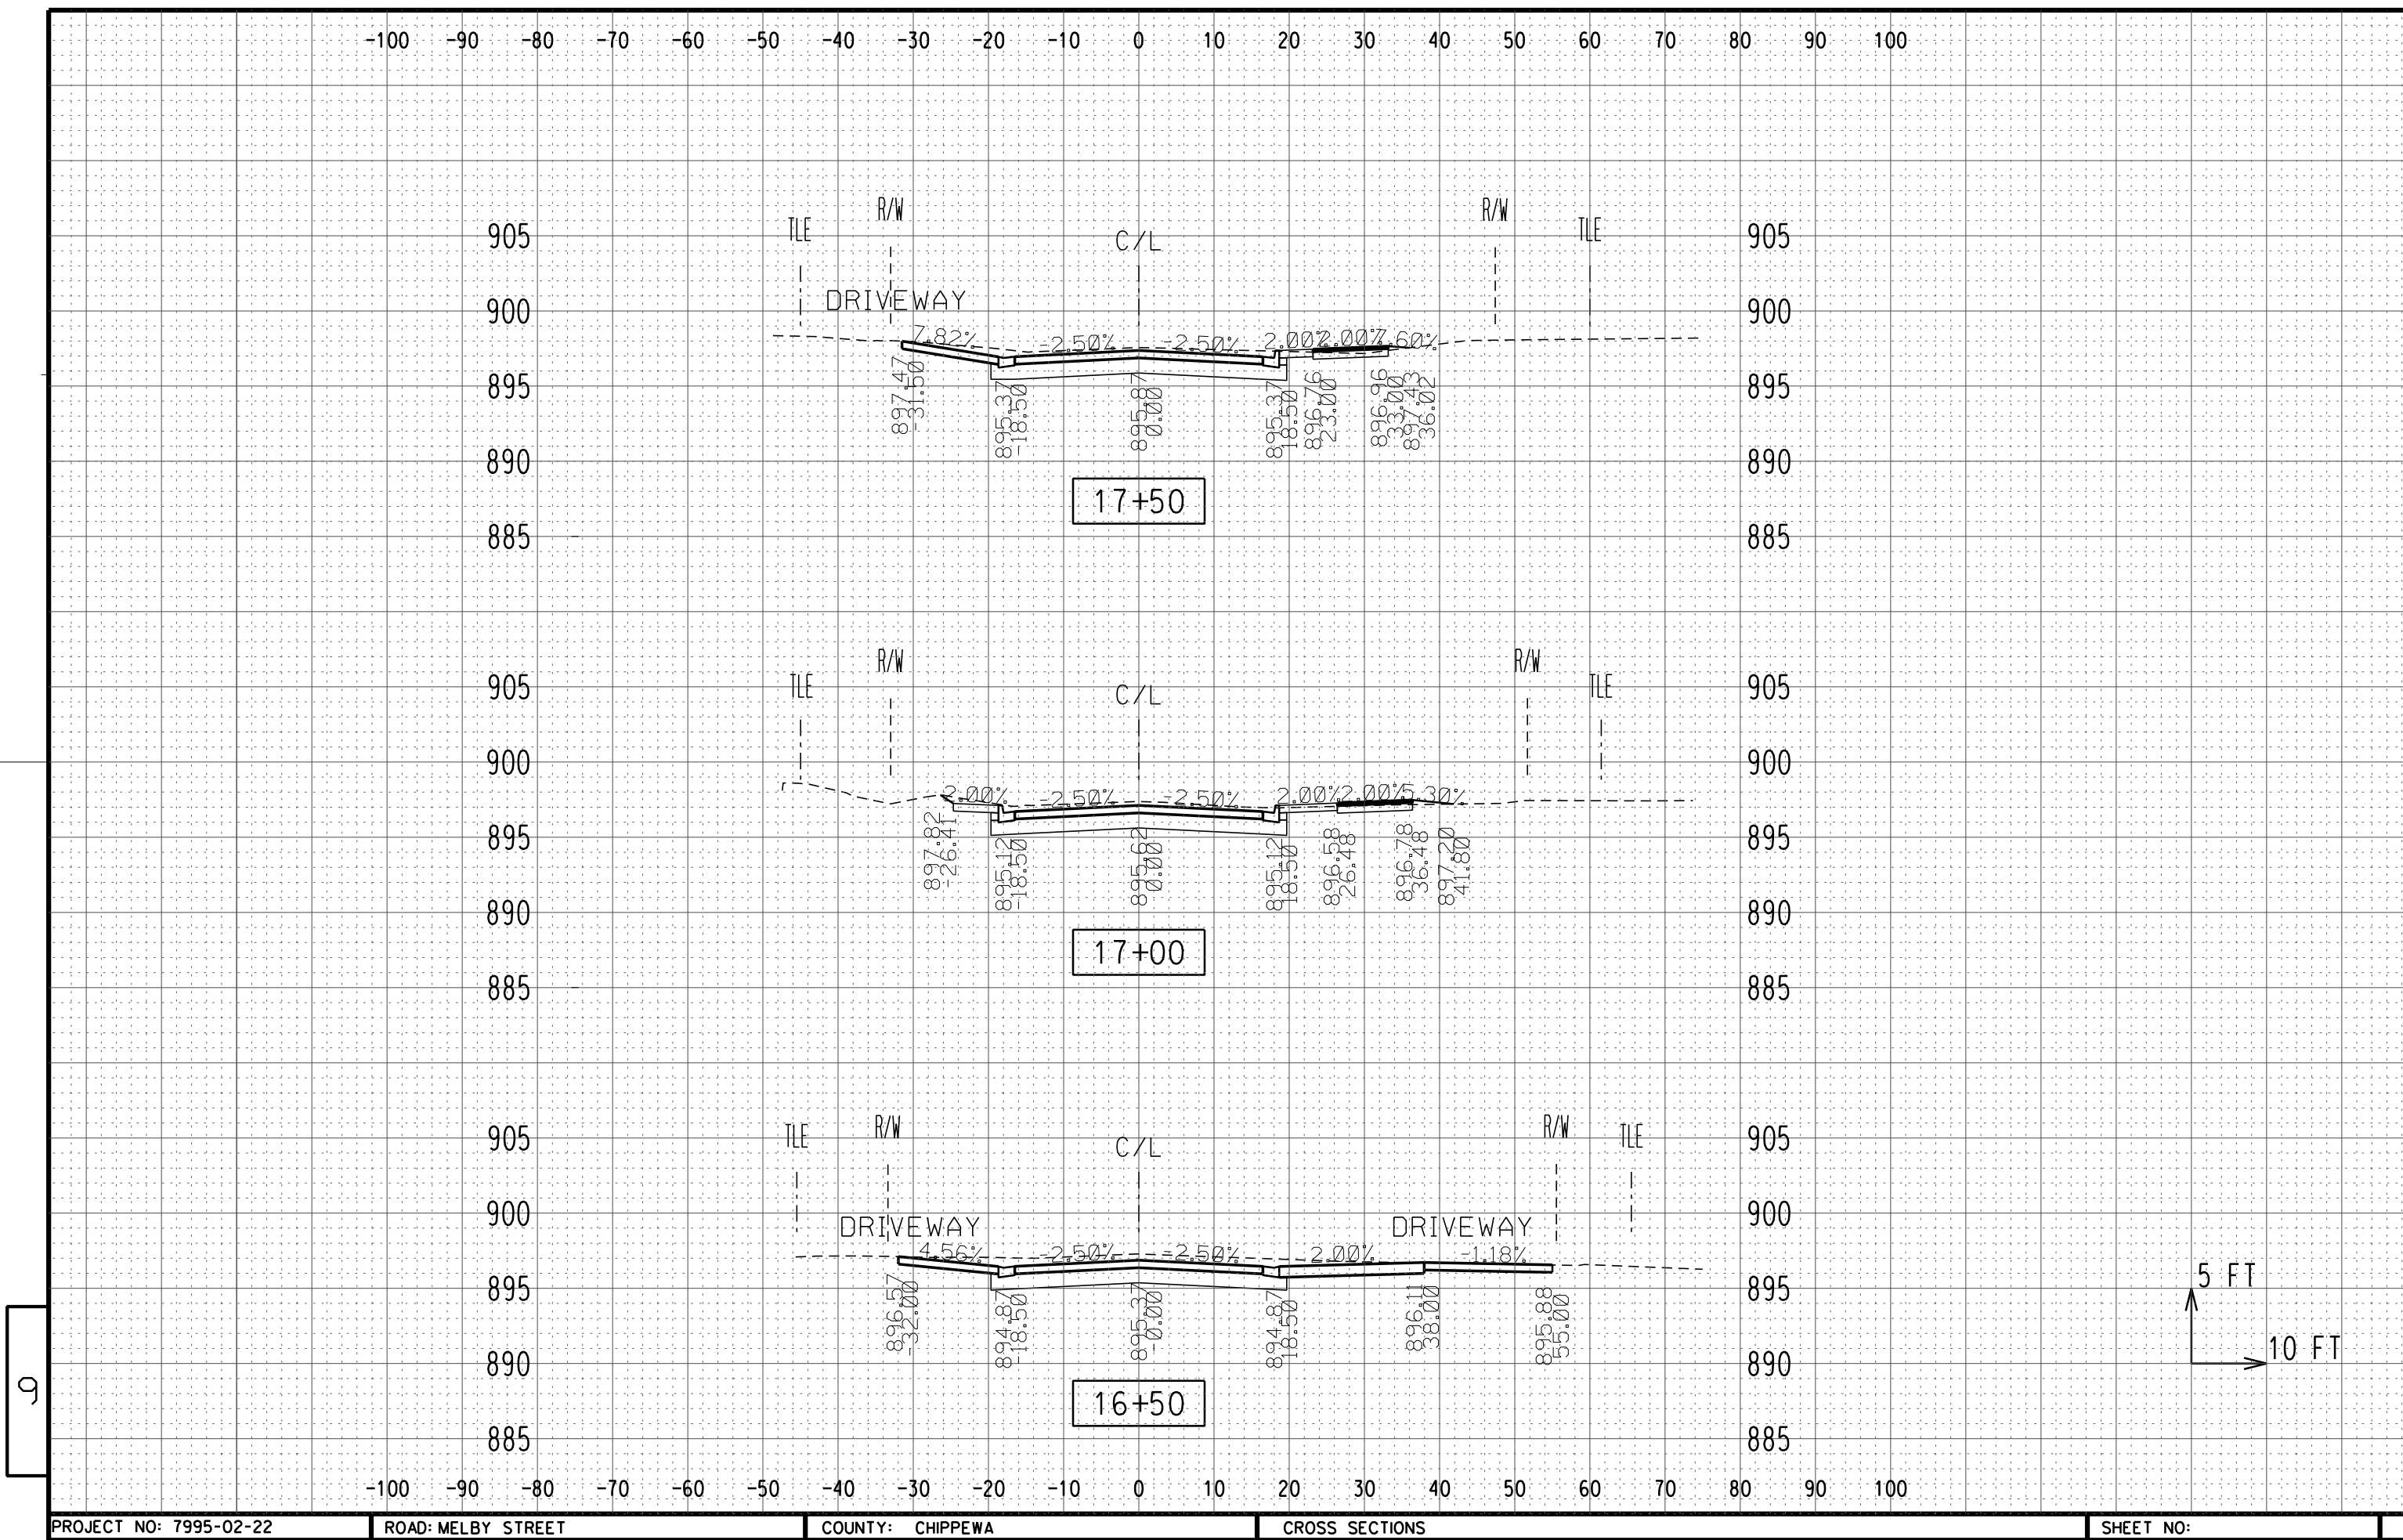 -100 -90 -80 -70 -60 -50 -40 -30 -20 -10 0 10 20 30 40 50 60 70 80 90 100
R/W R/W
TLE TLE
905 C/L 905
900 DRIVEWAY 900
7.82% -2.50% -2.50% 2.00% 2.00%
895 895
897.47 895.37 895.87 895.37 896.76 896.96 897.43
-31.50 -18.50 0.00 18.50 23.00 33.00 36.02
890 890
17+50
885 885
R/W R/W
TLE TLE
905 C/L 905
900 900
2.00% -2.50% -2.50% 2.00% 2.00% 5.30%
895 895
897.82 895.12 895.62 895.12 896.58 896.78 897.20
-26.41 -18.50 0.00 18.50 26.48 36.48 41.80
890 890
17+00
885 885
R/W R/W
TLE TLE
905 C/L 905
900 900
DRIVEWAY DRIVEWAY
4.56% -2.50% -2.50% 2.00% -1.18%
5 FT
895 895
896.57 894.87 895.37 894.87 896.11 895.88
-32.00 -18.50 -0.00 18.50 38.00 55.00
10 FT
890 890
9
16+50
885 885
-100 -90 -80 -70 -60 -50 -40 -30 -20 -10 0 10 20 30 40 50 60 70 80 90 100
PROJECT NO: 7995-02-22 ROAD: MELBY STREET COUNTY: CHIPPEWA CROSS SECTIONS SHEET NO: